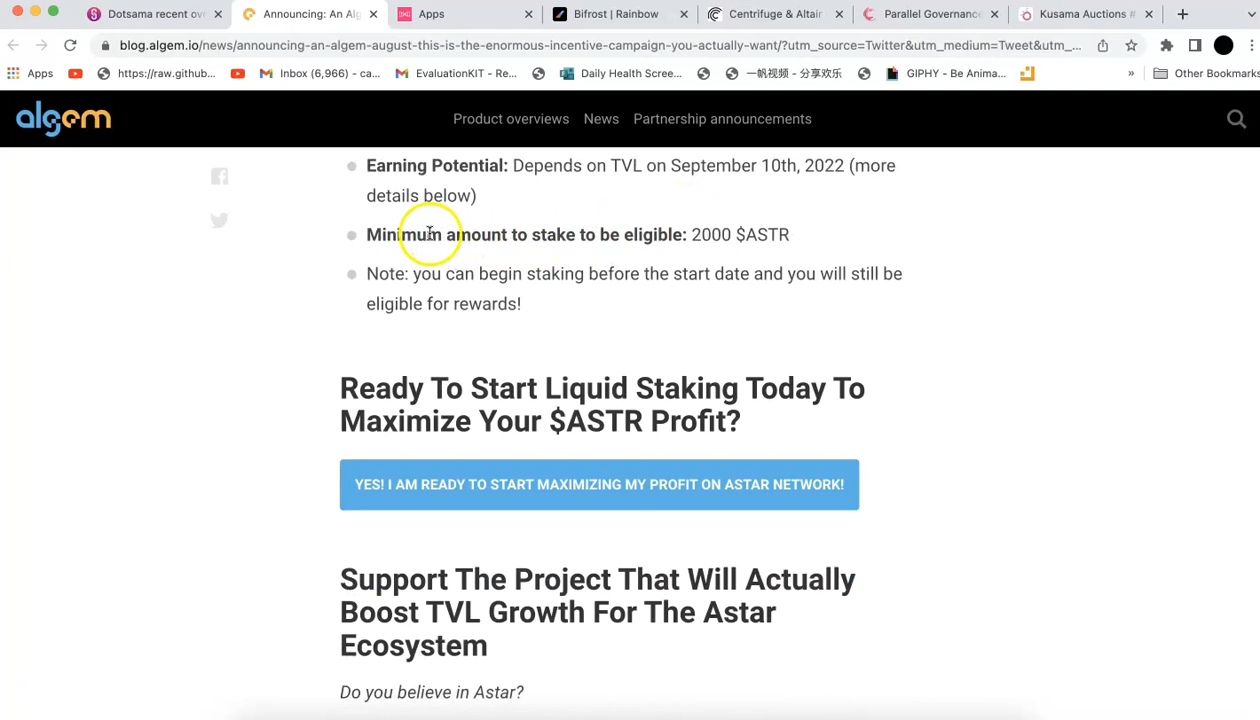 Dotsama recent ov
Announcing: An Alg
Apps
Bifrost | Rainbow
Centrifuge & Altair
Parallel Governance
Kusama Auctions #
blog.algem.io/news/announcing-an-algem-august-this-is-the-enormous-incentive-campaign-you-actually-want/?utm_source=Twitter&utm_medium=Tweet&utm_...
Apps
https://raw.github...
Inbox (6,966) - ca...
EvaluationKIT - Re...
Daily Health Scree...
一帆视频 - 分享欢乐
GIPHY - Be Anima...
»
Other Bookmarks
algem
Product overviews
News
Partnership announcements
Earning Potential: Depends on TVL on September 10th, 2022 (more
details below)
Minimum amount to stake to be eligible: 2000 $ASTR
Note: you can begin staking before the start date and you will still be
eligible for rewards!
Ready To Start Liquid Staking Today To
Maximize Your $ASTR Profit?
YES! I AM READY TO START MAXIMIZING MY PROFIT ON ASTAR NETWORK!
Support The Project That Will Actually
Boost TVL Growth For The Astar
Ecosystem
Do you believe in Astar?